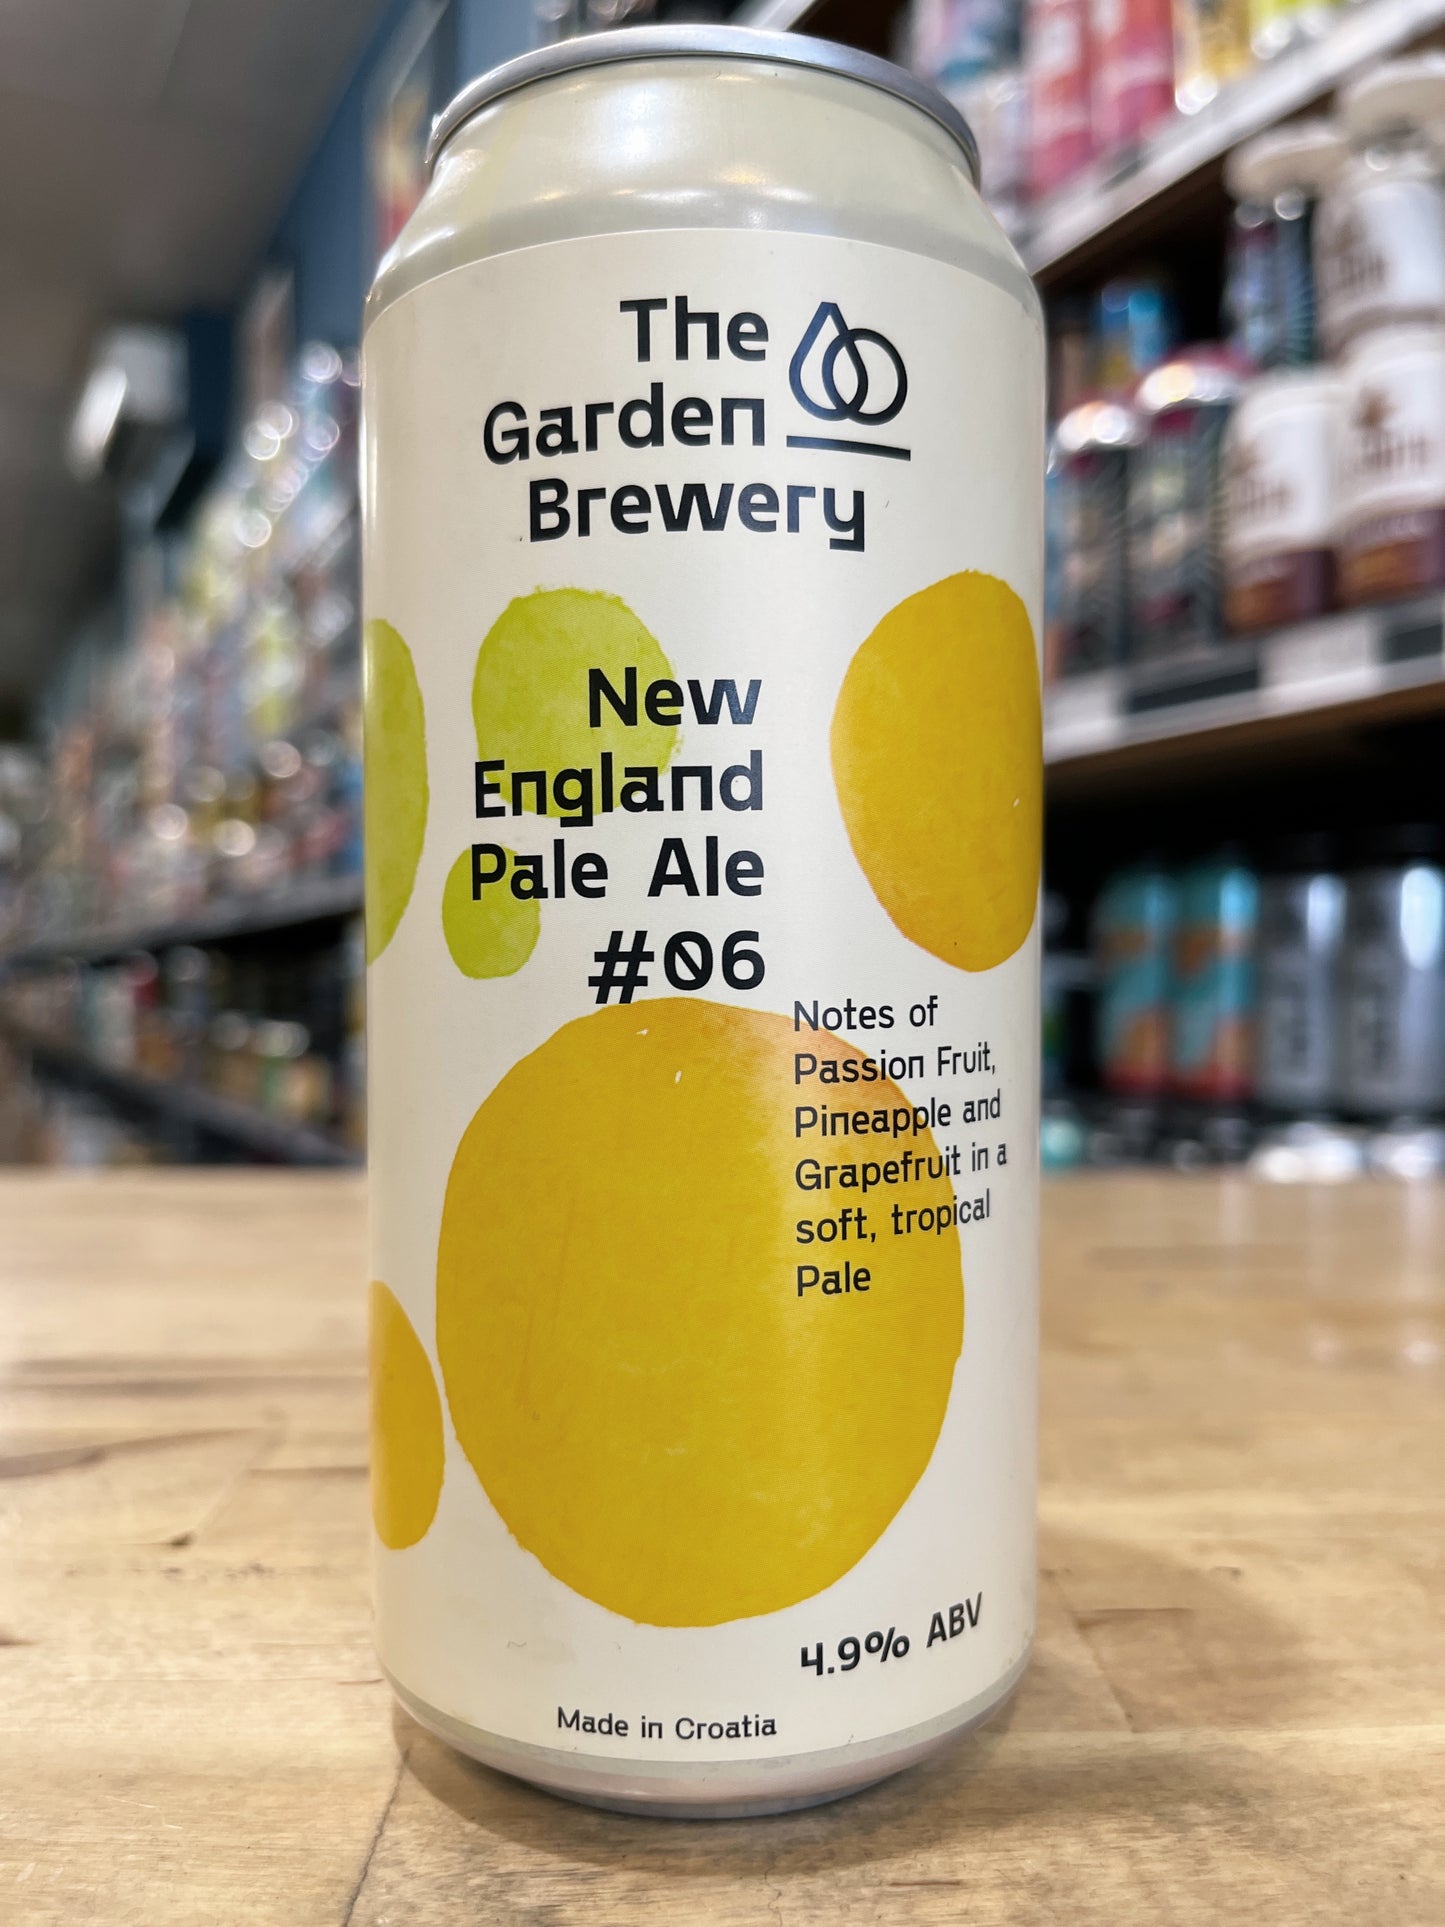 The
Garden
Brewery
New
England
Pale Ale
#06
Notes of
Passion Fruit,
Pineapple and
Grapefruit in a
soft, tropical
Pale
4.9% ABV
Made in Croatia